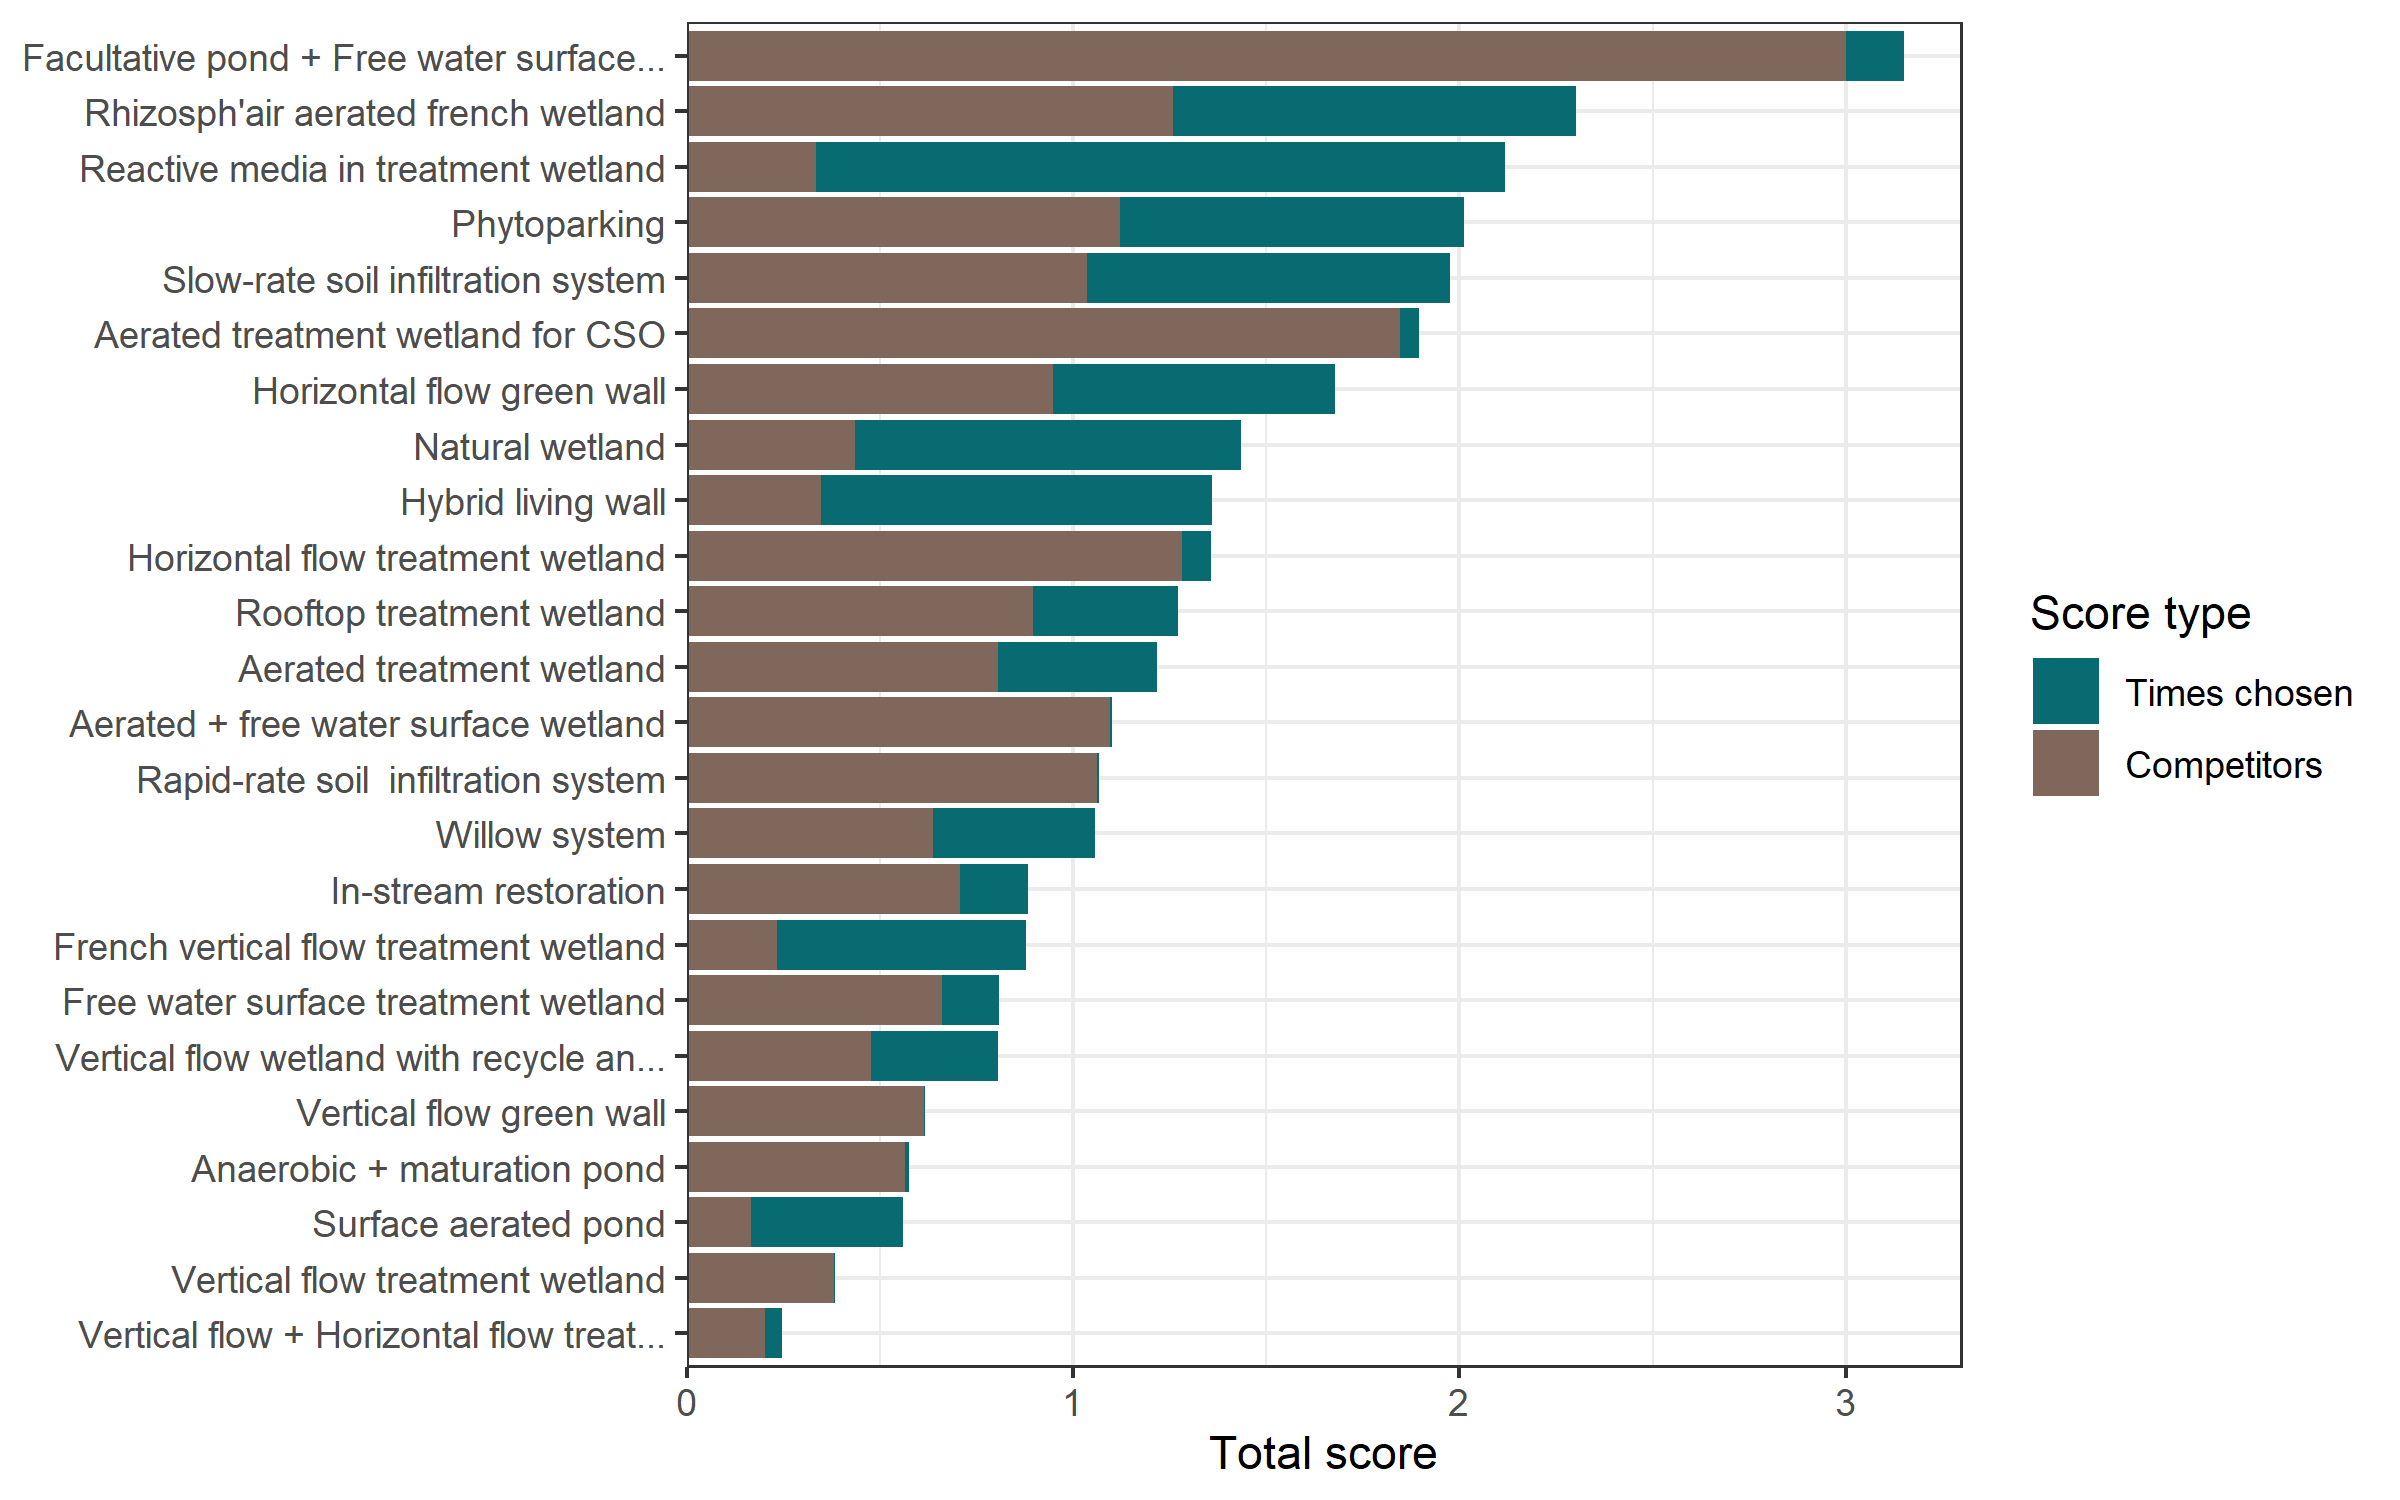 Facultative pond + Free water surface...
Rhizosph'air aerated french wetland
Reactive media in treatment wetland
Phytoparking
Slow-rate soil infiltration system
Aerated treatment wetland for CSO
Horizontal flow green wall
Natural wetland
Hybrid living wall
Horizontal flow treatment wetland
Rooftop treatment wetland
Aerated treatment wetland
Aerated + free water surface wetland
Rapid-rate soil  infiltration system
Willow system
In-stream restoration
French vertical flow treatment wetland
Free water surface treatment wetland
Vertical flow wetland with recycle an...
Vertical flow green wall
Anaerobic + maturation pond
Surface aerated pond
Vertical flow treatment wetland
Vertical flow + Horizontal flow treat...
0 1 2 3
Total score
Score type
Times chosen
Competitors